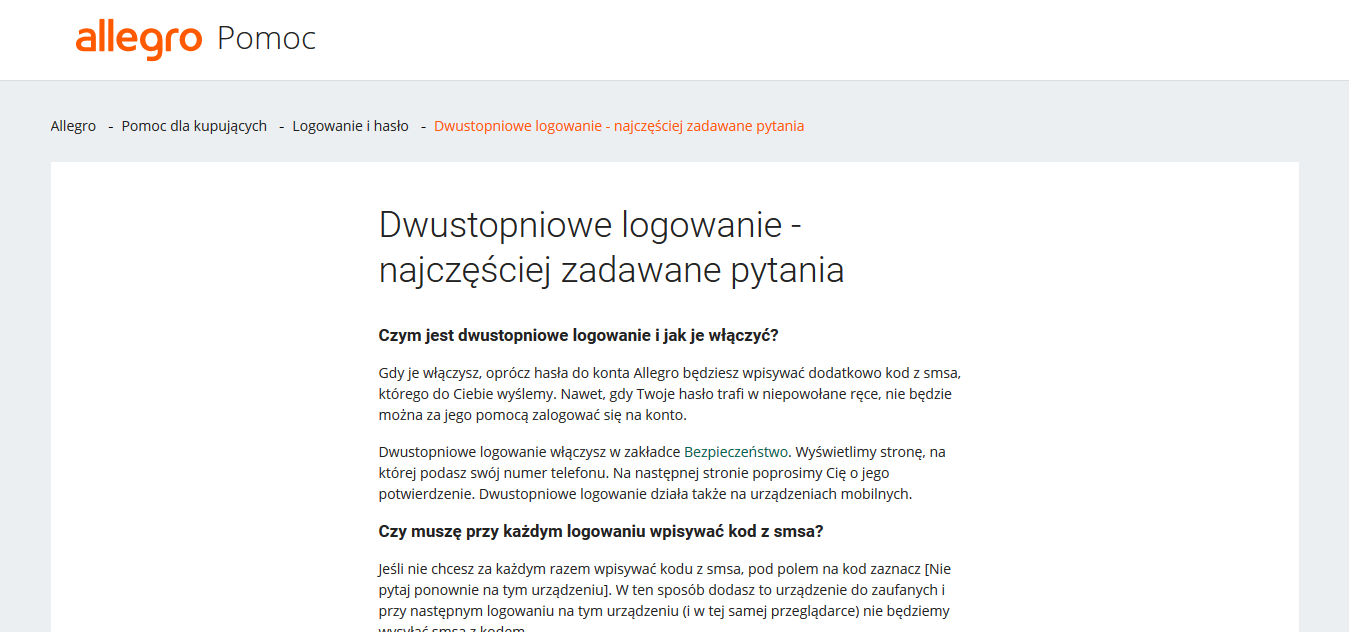 allegro Pomoc
Allegro - Pomoc dla kupujących - Logowanie i hasło - Dwustopniowe logowanie - najczęściej zadawane pytania
Dwustopniowe logowanie -
najczęściej zadawane pytania
Czym jest dwustopniowe logowanie i jak je włączyć?
Gdy je włączysz, oprócz hasła do konta Allegro będziesz wpisywać dodatkowo kod z smsa,
którego do Ciebie wyślemy. Nawet, gdy Twoje hasło trafi w niepowołane ręce, nie będzie
można za jego pomocą zalogować się na konto.
Dwustopniowe logowanie włączysz w zakładce Bezpieczeństwo. Wyświetlimy stronę, na
której podasz swój numer telefonu. Na następnej stronie poprosimy Cię o jego
potwierdzenie. Dwustopniowe logowanie działa także na urządzeniach mobilnych.
Czy muszę przy każdym logowaniu wpisywać kod z smsa?
Jeśli nie chcesz za każdym razem wpisywać kodu z smsa, pod polem na kod zaznacz [Nie
pytaj ponownie na tym urządzeniu]. W ten sposób dodasz to urządzenie do zaufanych i
przy następnym logowaniu na tym urządzeniu (i w tej samej przeglądarce) nie będziemy
wysyłać smsa z kodem.